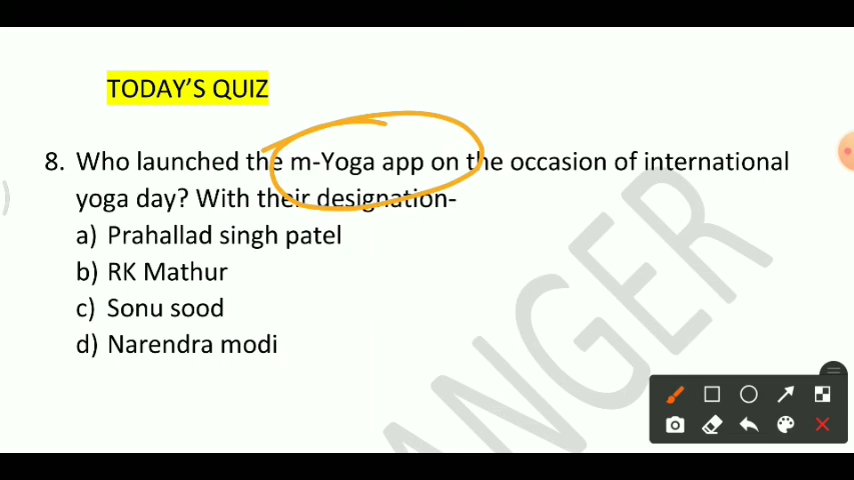 TODAY'S QUIZ
8. Who launched the m-Yoga app on the occasion of international
yoga day? With their designation-
a) Prahallad singh patel
b) RK Mathur
c) Sonu sood
d) Narendra modi
ANGER